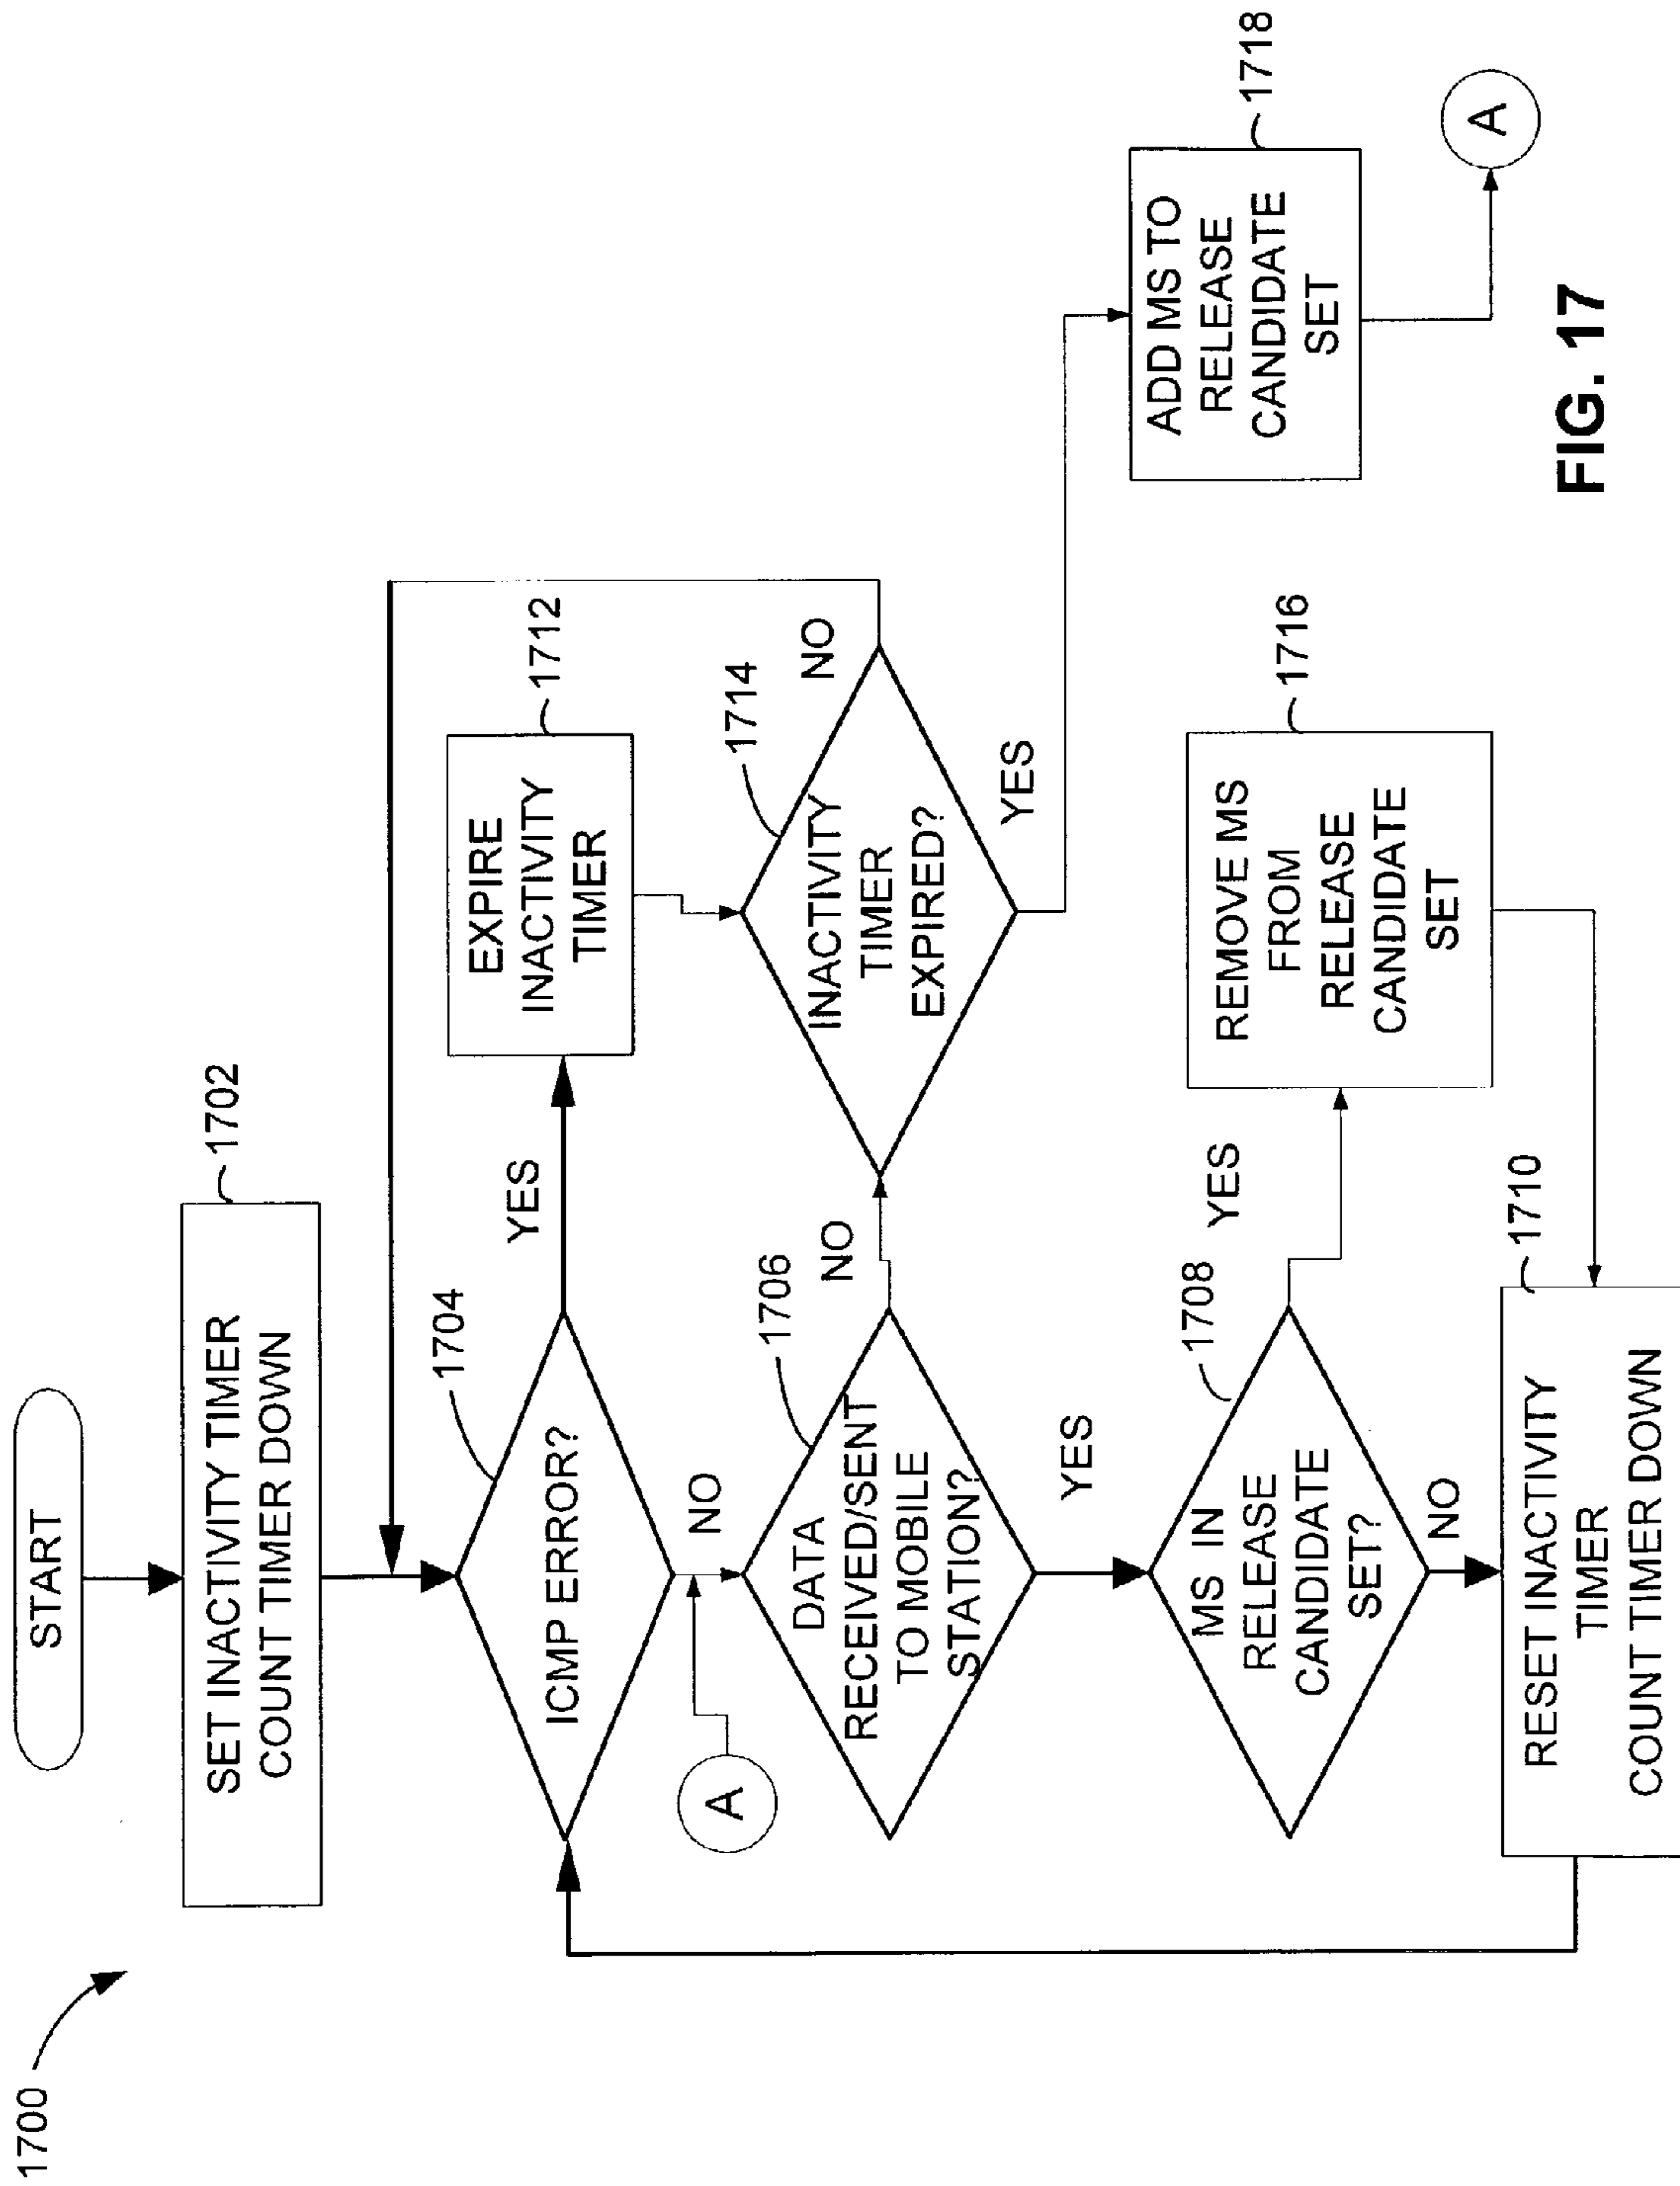 1700
START
SET INACTIVITY TIMER
COUNT TIMER DOWN
1702
ICMP ERROR?
1704
YES
EXPIRE
INACTIVITY
TIMER
1712
NO
A
DATA
RECEIVED/SENT
TO MOBILE
STATION?
1706
NO
INACTIVITY
TIMER
EXPIRED?
1714
NO
YES
YES
MS IN
RELEASE
CANDIDATE
SET?
1708
YES
REMOVE MS
FROM
RELEASE
CANDIDATE
SET
1716
ADD MS TO
RELEASE
CANDIDATE
SET
1718
A
NO
RESET INACTIVITY
TIMER
COUNT TIMER DOWN
1710
FIG. 17